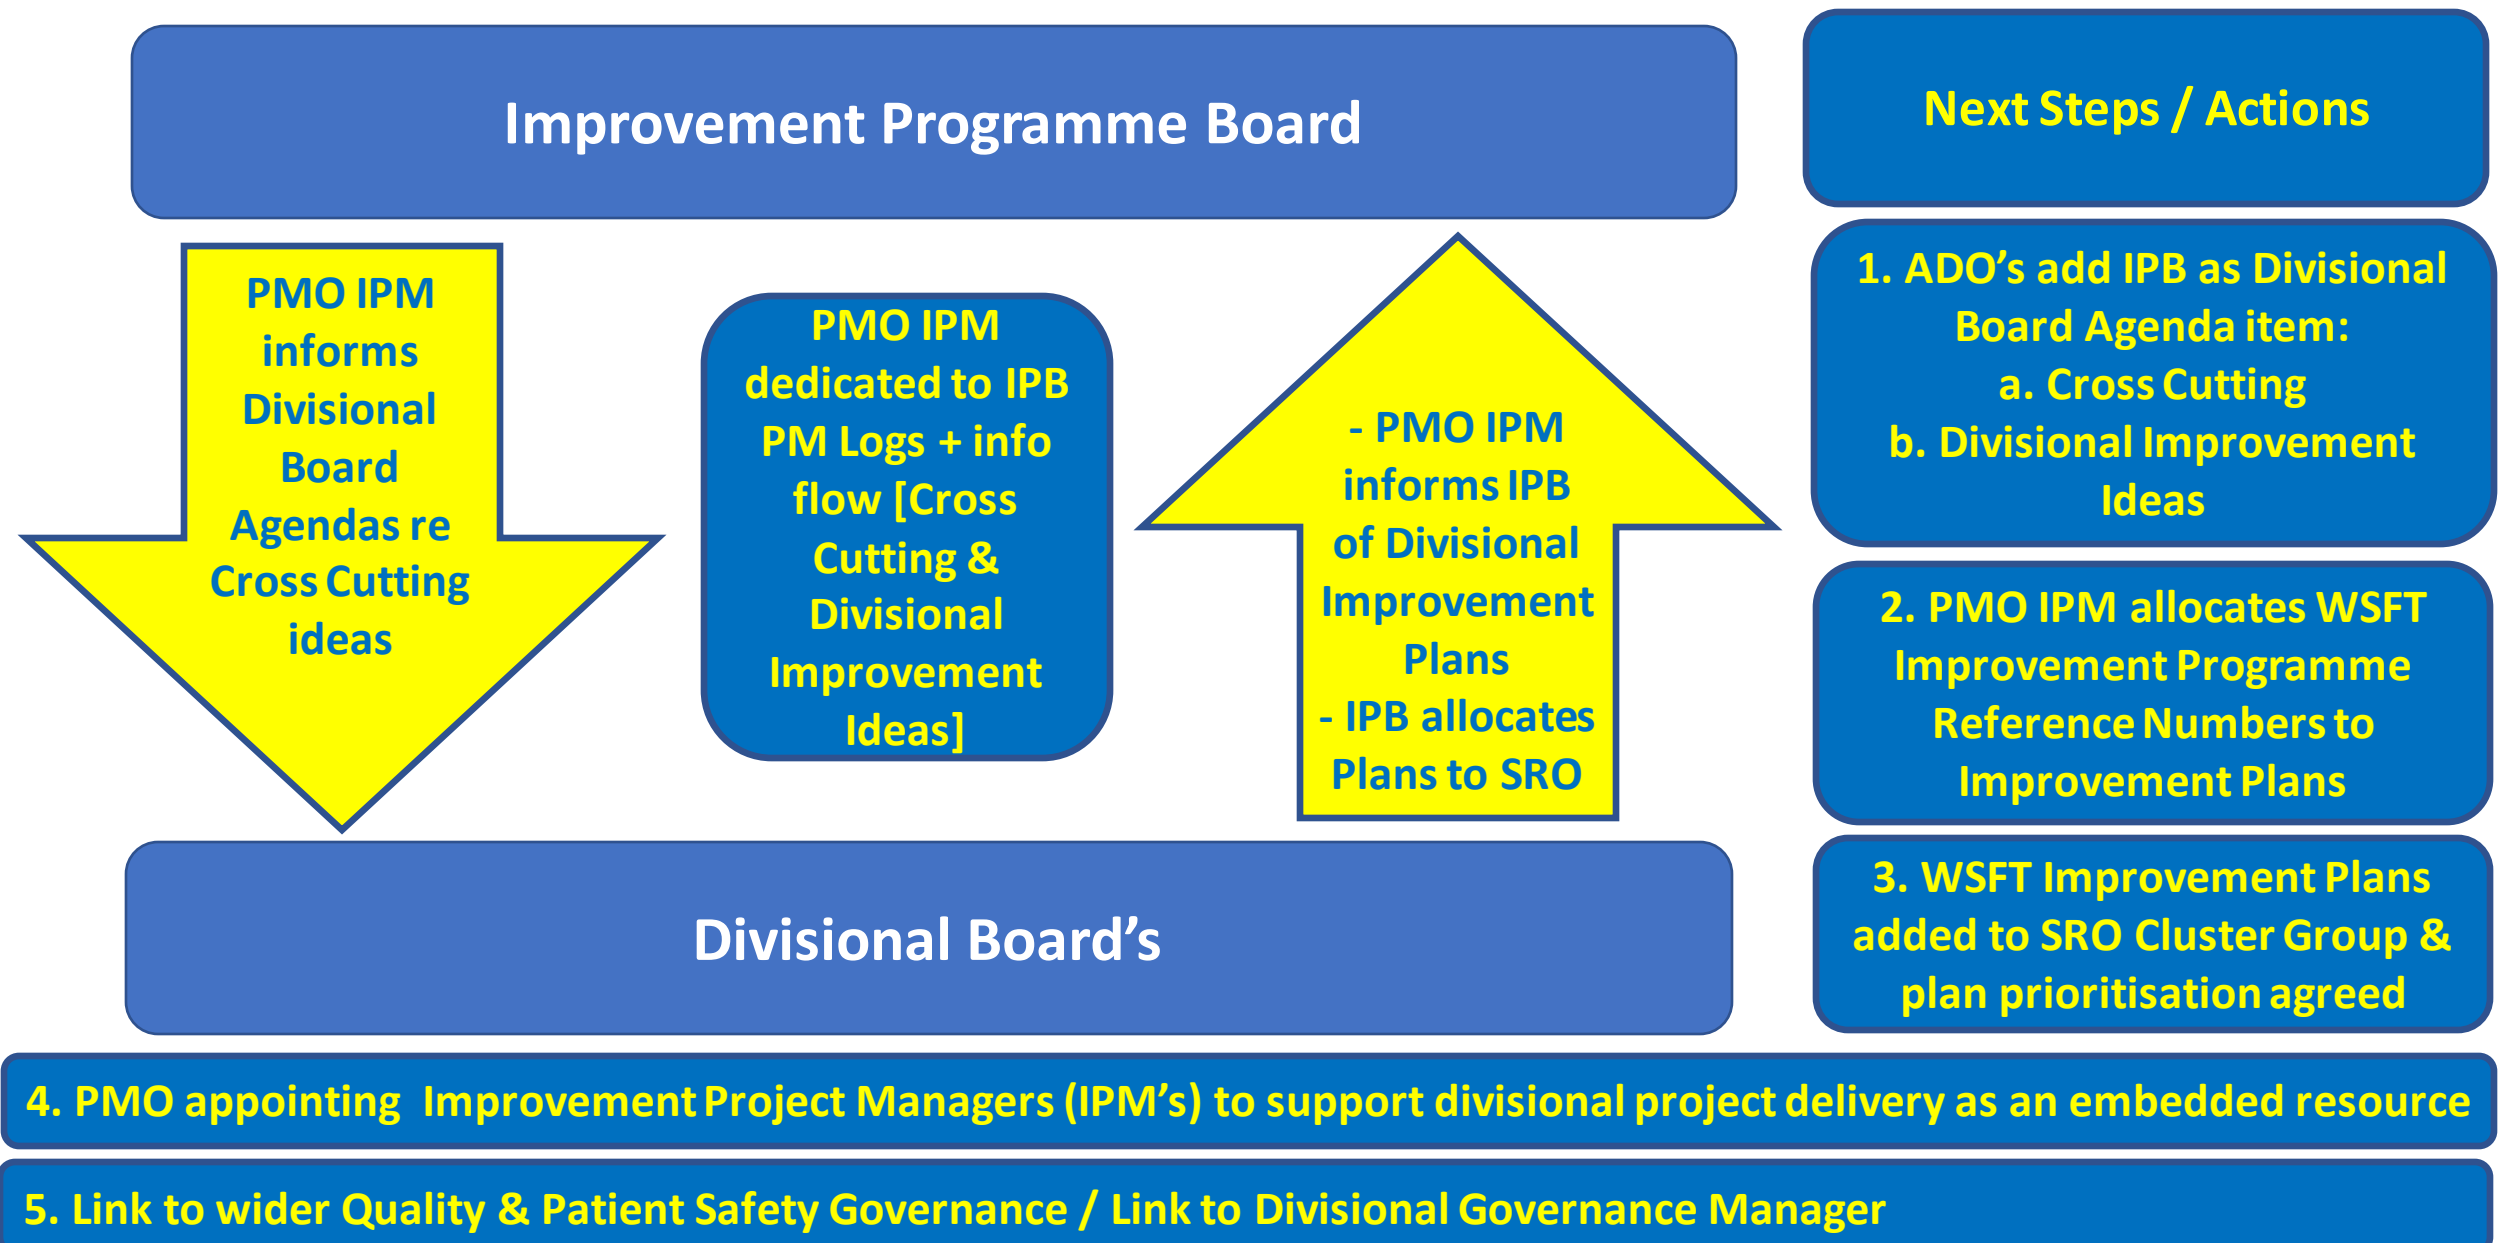 Improvement Programme Board
PMO IPM
informs
Divisional
Board
Agendas re
Cross Cutting
ideas
PMO IPM
dedicated to IPB
PM Logs + info
flow [Cross
Cutting &
Divisional
Improvement
Ideas]
- PMO IPM
informs IPB
of Divisional
Improvement
Plans
- IPB allocates
Plans to SRO
Divisional Board’s
Next Steps / Actions
1. ADO’s add IPB as Divisional
Board Agenda item:
a. Cross Cutting
b. Divisional Improvement
Ideas
2. PMO IPM allocates WSFT
Improvement Programme
Reference Numbers to
Improvement Plans
3. WSFT Improvement Plans
added to SRO Cluster Group &
plan prioritisation agreed
4. PMO appointing  Improvement Project Managers (IPM’s) to support divisional project delivery as an embedded resource
5. Link to wider Quality & Patient Safety Governance / Link to Divisional Governance Manager